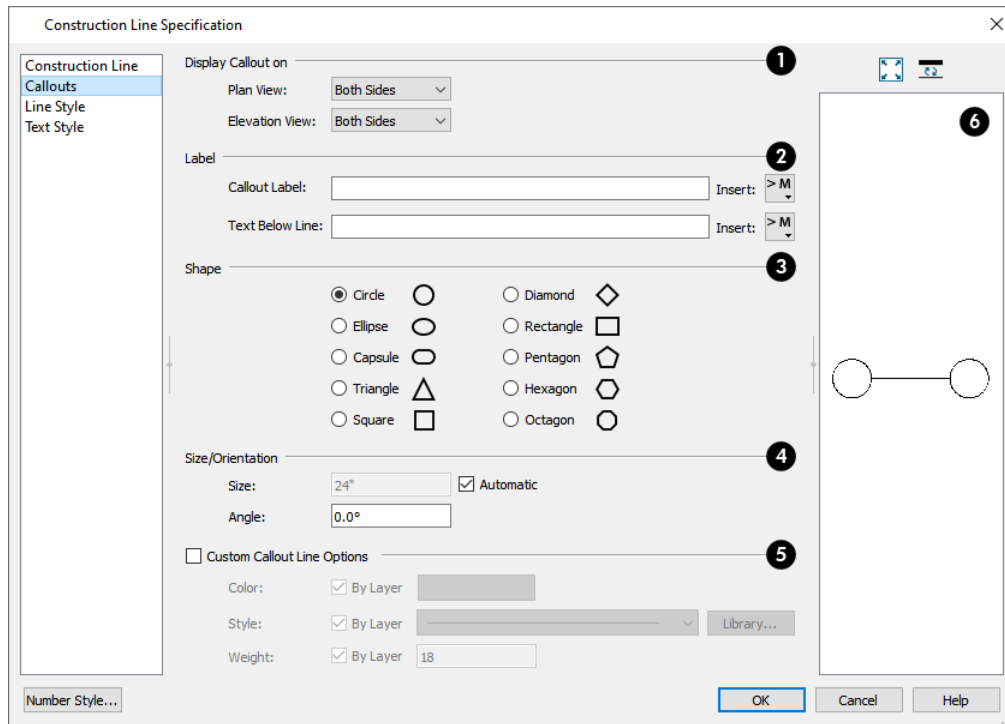 Construction Line Specification
Construction Line
Callouts
Line Style
Text Style
Display Callout on 1
Plan View: Both Sides
Elevation View: Both Sides
Label 2
Callout Label: Insert: > M
Text Below Line: Insert: > M
Shape 3
Circle Diamond
Ellipse Rectangle
Capsule Pentagon
Triangle Hexagon
Square Octagon
Size/Orientation 4
Size: 24" Automatic
Angle: 0.0°
Custom Callout Line Options 5
Color: By Layer
Style: By Layer Library...
Weight: By Layer 18
6
Number Style... OK Cancel Help